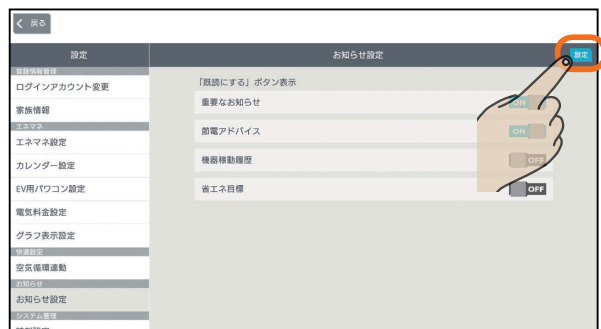 戻る
設定
お知らせ設定
設定
登録情報管理
ログインアカウント変更
家族情報
エネマネ
エネマネ設定
カレンダー設定
EV用パワコン設定
電気料金設定
グラフ表示設定
快適設定
空気循環連動
お知らせ
お知らせ設定
システム管理
「既読にする」ボタン表示
重要なお知らせ
ON
節電アドバイス
ON
機器稼動履歴
OFF
省エネ目標
OFF